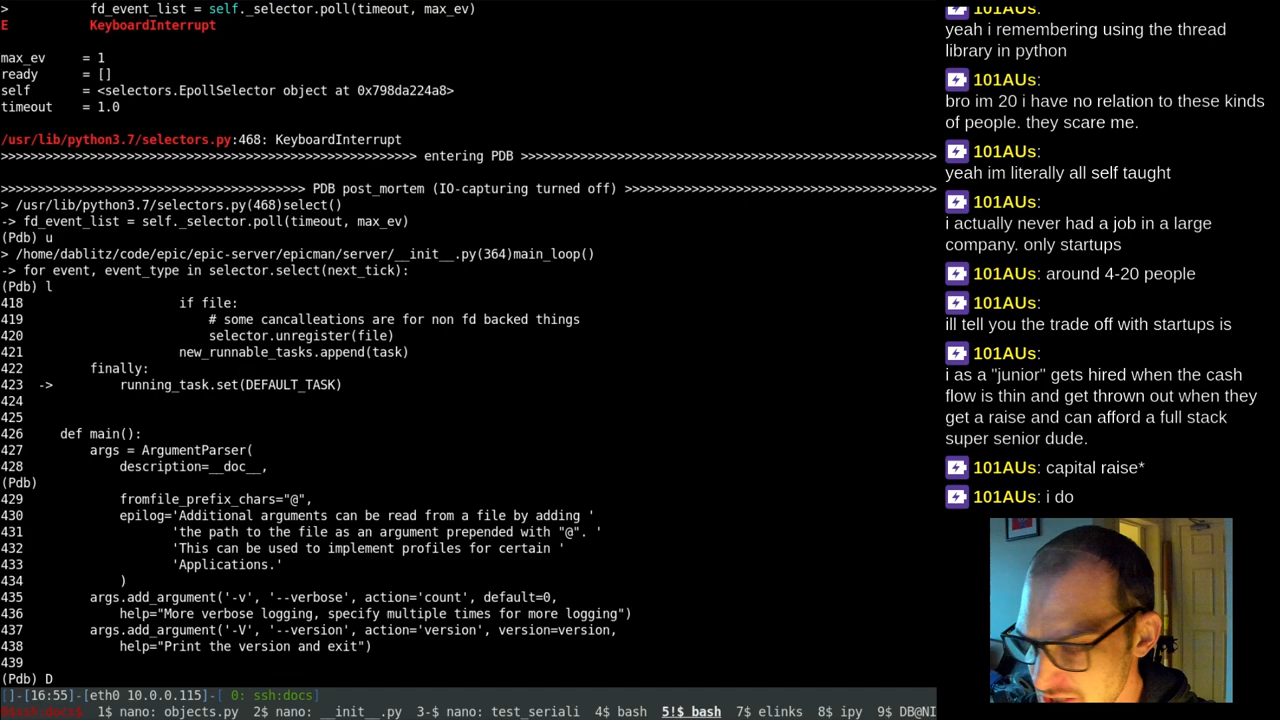 >           fd_event_list = self._selector.poll(timeout, max_ev)
E           KeyboardInterrupt
max_ev     = 1
ready      = []
self       = <selectors.EpollSelector object at 0x798da224a8>
timeout    = 1.0
/usr/lib/python3.7/selectors.py:468: KeyboardInterrupt
>>>>>>>>>>>>>>>>>>>>>>>>>>>>>>>>>>>>>>>>>>>>>>>>>>>>>>>> entering PDB >>>>>>>>>>>>>>>>>>>>>>>>>>>>>>>>>>>>>>>>>>>>>>>>>>>>>>>>
>>>>>>>>>>>>>>>>>>>>>>>>>>>>>>>>>>>>>>>>> PDB post_mortem (IO-capturing turned off) >>>>>>>>>>>>>>>>>>>>>>>>>>>>>>>>>>>>>>>>>>
> /usr/lib/python3.7/selectors.py(468)select()
-> fd_event_list = self._selector.poll(timeout, max_ev)
(Pdb) u
> /home/dablitz/code/epic/epic-server/epicman/server/__init__.py(364)main_loop()
-> for event, event_type in selector.select(next_tick):
(Pdb) l
418                     if file:
419                         # some cancalleations are for non fd backed things
420                         selector.unregister(file)
421                     new_runnable_tasks.append(task)
422         finally:
423  ->         running_task.set(DEFAULT_TASK)
424
425
426     def main():
427         args = ArgumentParser(
428             description=__doc__,
(Pdb)
429             fromfile_prefix_chars="@",
430             epilog='Additional arguments can be read from a file by adding '
431                    'the path to the file as an argument prepended with "@". '
432                    'This can be used to implement profiles for certain '
433                    'Applications.'
434             )
435         args.add_argument('-v', '--verbose', action='count', default=0,
436             help="More verbose logging, specify multiple times for more logging")
437         args.add_argument('-V', '--version', action='version', version=version,
438             help="Print the version and exit")
439
(Pdb) D
[]-[16:55]-[eth0 10.0.0.115]-[ 0: ssh:docs]
0$ssh:docs$  1$ nano: objects.py  2$ nano: __init__.py  3-$ nano: test_seriali  4$ bash  5!$ bash  7$ elinks  8$ ipy  9$ DB@NI
101AUs:
yeah i remembering using the thread
library in python
101AUs:
bro im 20 i have no relation to these kinds
of people. they scare me.
101AUs:
yeah im literally all self taught
101AUs:
i actually never had a job in a large
company. only startups
101AUs: around 4-20 people
101AUs:
ill tell you the trade off with startups is
101AUs:
i as a "junior" gets hired when the cash
flow is thin and get thrown out when they
get a raise and can afford a full stack
super senior dude.
101AUs: capital raise*
101AUs: i do